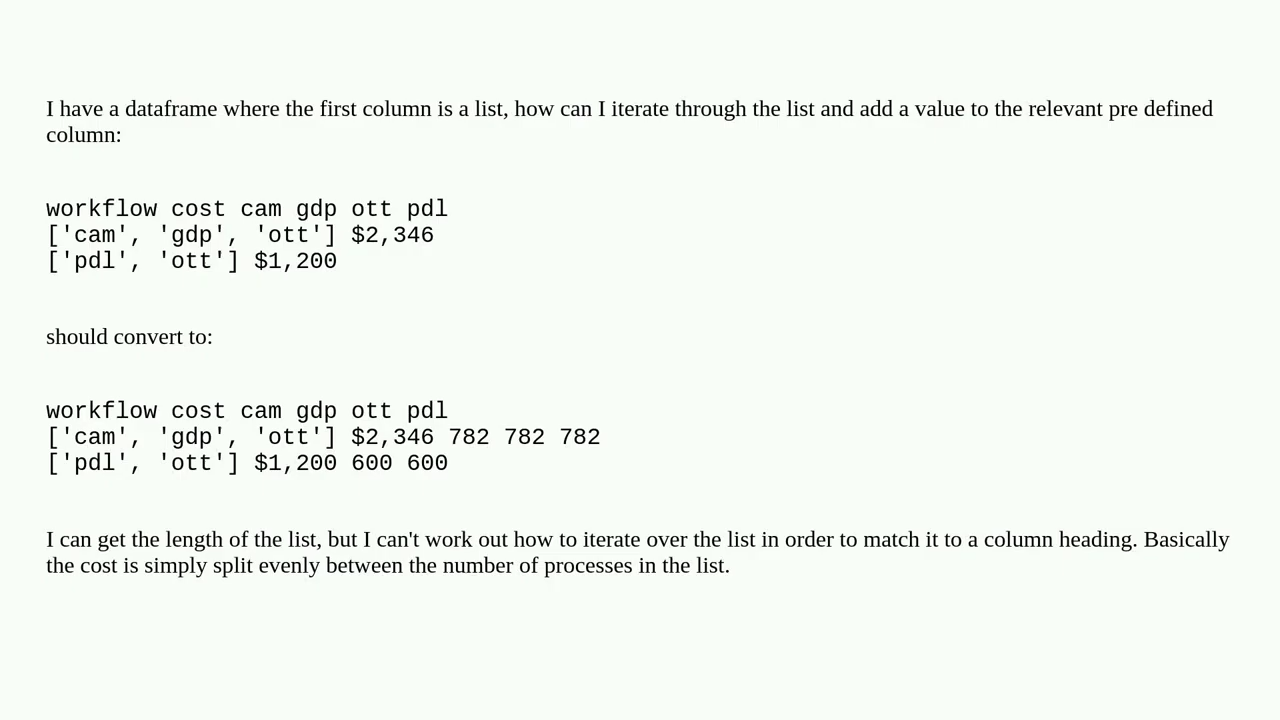 I have a dataframe where the first column is a list, how can I iterate through the list and add a value to the relevant pre defined
column:
workflow cost cam gdp ott pdl
['cam', 'gdp', 'ott'] $2,346
['pdl', 'ott'] $1,200
should convert to:
workflow cost cam gdp ott pdl
['cam', 'gdp', 'ott'] $2,346 782 782 782
['pdl', 'ott'] $1,200 600 600
I can get the length of the list, but I can't work out how to iterate over the list in order to match it to a column heading. Basically
the cost is simply split evenly between the number of processes in the list.